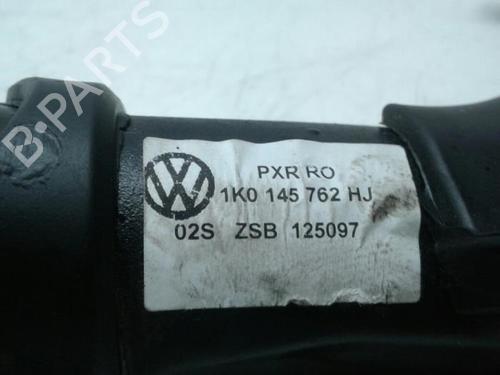 B-PARTS
PXR RO
1K0 145 762 HJ
02S ZSB 125097